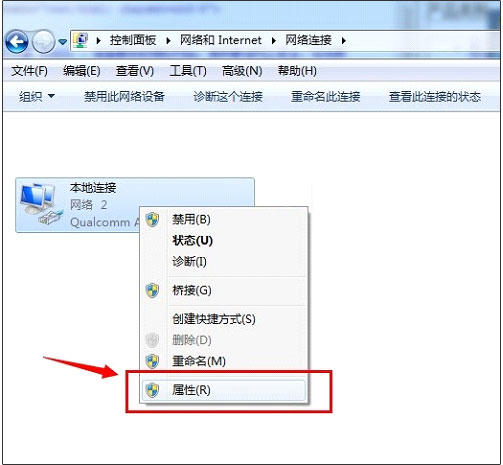 控制面板 ▸ 网络和 Internet ▸ 网络连接 ▸
文件(F) 编辑(E) 查看(V) 工具(T) 高级(N) 帮助(H)
组织 禁用此网络设备 诊断这个连接 重命名此连接 查看此连接的状态
本地连接
网络 2
Qualcomm A
禁用(B)
状态(U)
诊断(I)
桥接(G)
创建快捷方式(S)
删除(D)
重命名(M)
属性(R)